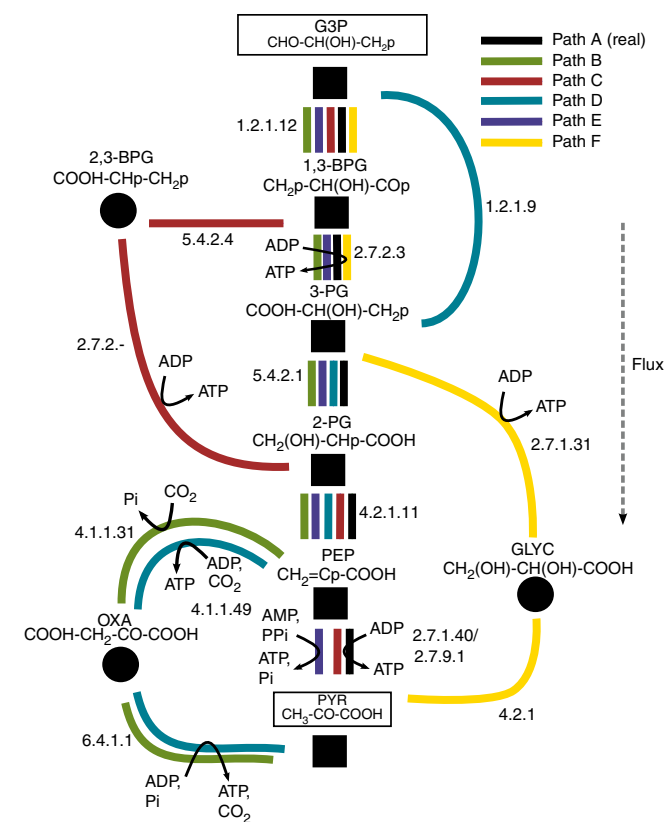 G3P
CHO-CH(OH)-CH2p
Path A (real)
Path B
Path C
Path D
Path E
Path F
1.2.1.12
2,3-BPG
COOH-CHp-CH2p
1,3-BPG
CH2p-CH(OH)-COp
1.2.1.9
5.4.2.4
ADP
ATP
2.7.2.3
3-PG
COOH-CH(OH)-CH2p
2.7.2.-
ADP
ATP
5.4.2.1
ADP
ATP
2.7.1.31
Flux
2-PG
CH2(OH)-CHp-COOH
Pi
CO2
4.1.1.31
4.2.1.11
ADP,
CO2
ATP
4.1.1.49
PEP
CH2=Cp-COOH
GLYC
CH2(OH)-CH(OH)-COOH
OXA
COOH-CH2-CO-COOH
AMP,
PPi
ATP,
Pi
ADP
ATP
2.7.1.40/
2.7.9.1
PYR
CH3-CO-COOH
4.2.1
6.4.1.1
ADP,
Pi
ATP,
CO2